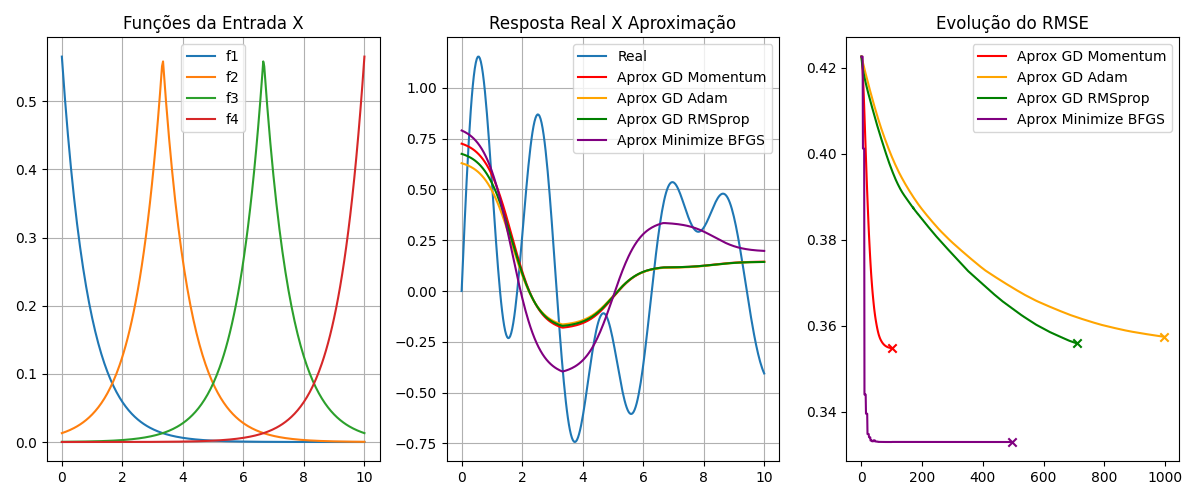 Funções da Entrada X
f1
f2
f3
f4
0.5
0.4
0.3
0.2
0.1
0.0
0 2 4 6 8 10
Resposta Real X Aproximação
Real
Aprox GD Momentum
Aprox GD Adam
Aprox GD RMSprop
Aprox Minimize BFGS
1.00
0.75
0.50
0.25
0.00
−0.25
−0.50
−0.75
0 2 4 6 8 10
Evolução do RMSE
Aprox GD Momentum
Aprox GD Adam
Aprox GD RMSprop
Aprox Minimize BFGS
0.42
0.40
0.38
0.36
0.34
0 200 400 600 800 1000